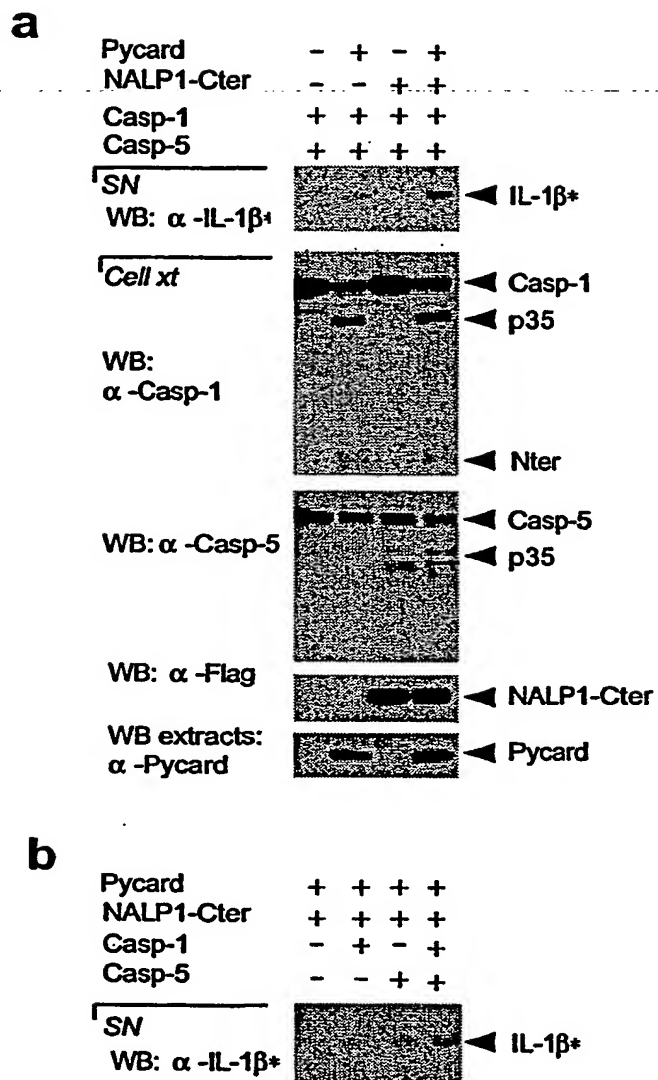 a
Pycard - + - +
NALP1-Cter - - + +
Casp-1 + + + +
Casp-5 + + + +
SN
WB: α -IL-1β* IL-1β*
Cell xt
Casp-1
p35
WB:
α -Casp-1
Nter
Casp-5
WB: α -Casp-5
p35
WB: α -Flag
NALP1-Cter
WB extracts:
α -Pycard
Pycard
b
Pycard + + + +
NALP1-Cter + + + +
Casp-1 - + - +
Casp-5 - - + +
SN
WB: α -IL-1β* IL-1β*